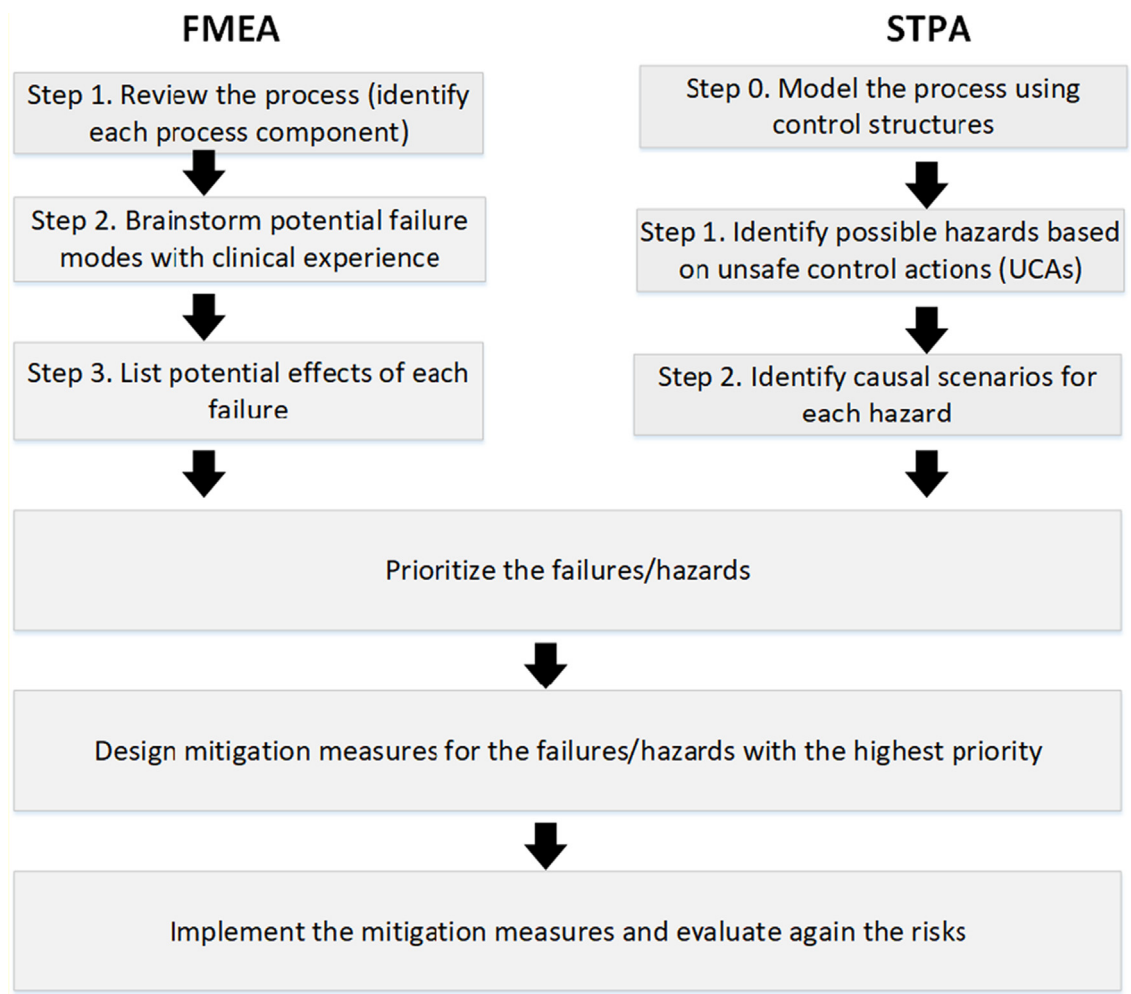 FMEA
Step 1. Review the process (identify
each process component)
Step 2. Brainstorm potential failure
modes with clinical experience
Step 3. List potential effects of each
failure
STPA
Step 0. Model the process using
control structures
Step 1. Identify possible hazards based
on unsafe control actions (UCAs)
Step 2. Identify causal scenarios for
each hazard
Prioritize the failures/hazards
Design mitigation measures for the failures/hazards with the highest priority
Implement the mitigation measures and evaluate again the risks